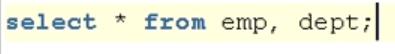 select * from emp, dept;